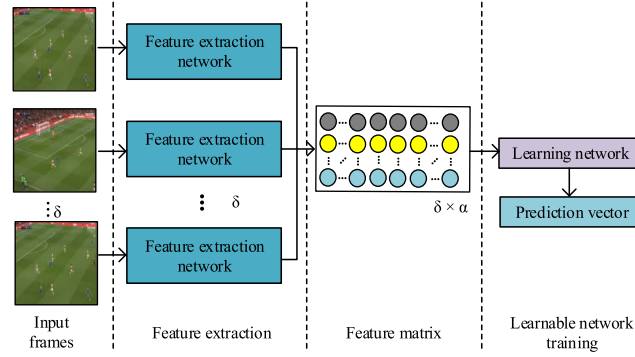 Feature extraction
network
Feature extraction
network
Feature extraction
network
δ
δ
δ × α
Learning network
Prediction vector
Input
frames
Feature extraction
Feature matrix
Learnable network
training